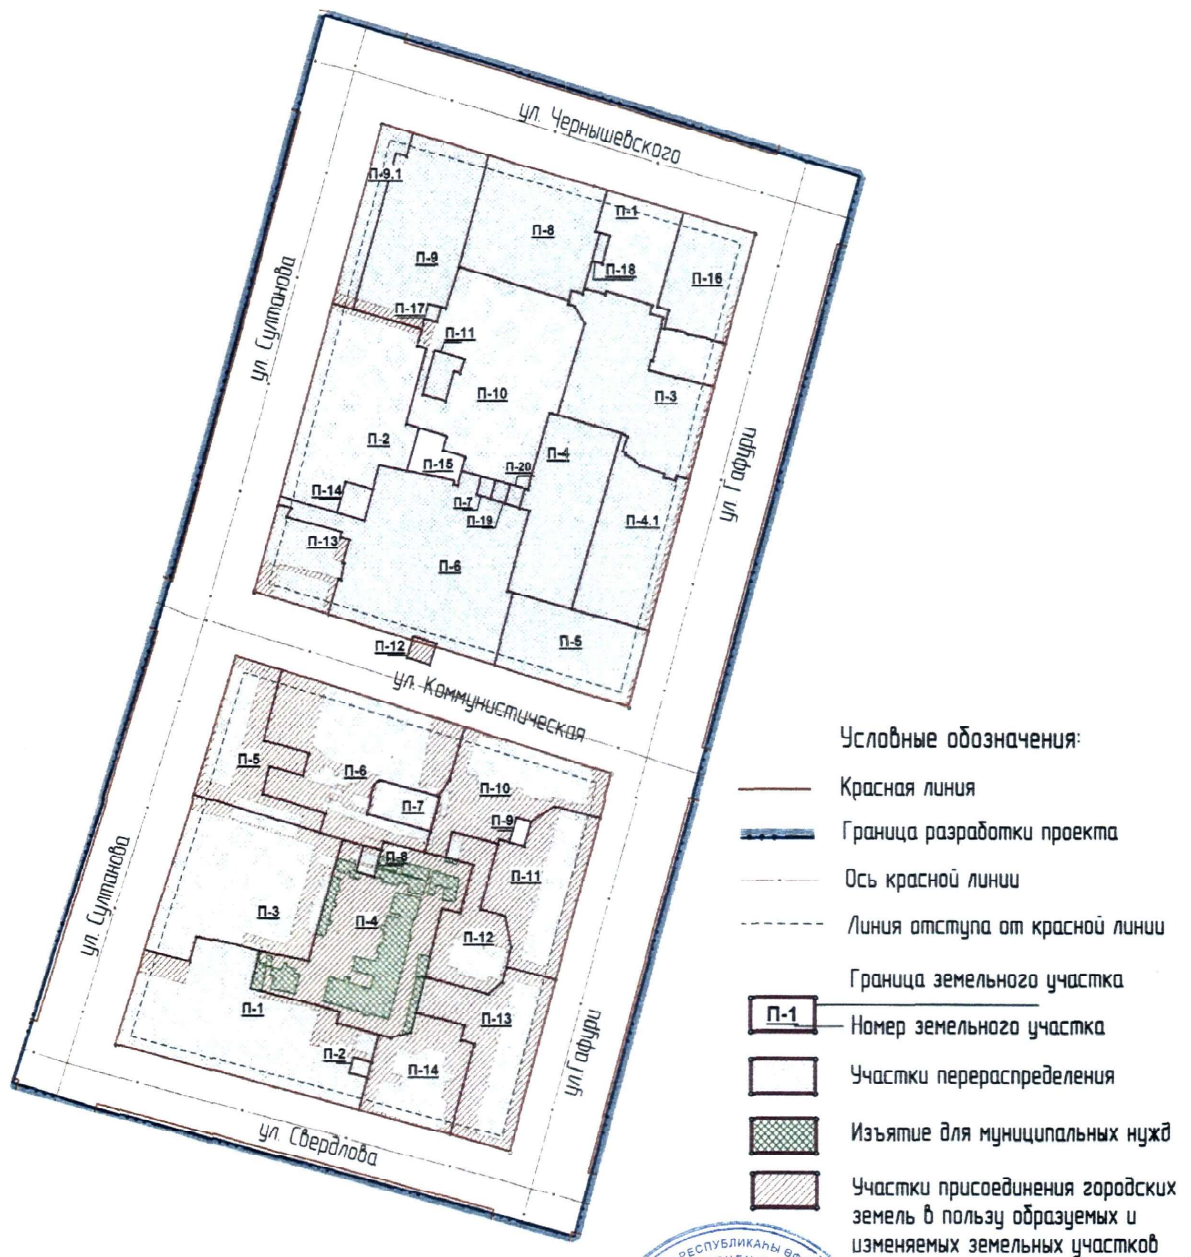 ул. Чернышевского
П-9.1
П-1
П-8
П-18
П-16
П-9
ул. Султанова
П-17
П-11
П-10
П-3
П-2
П-4
П-15
П-20
ул. Гафури
П-14
П-7
П-19
П-4.1
П-13
П-6
П-5
П-12
ул. Коммунистическая
П-5
П-6
П-10
П-7
П-9
П-8
П-11
ул. Султанова
П-3
П-4
П-12
П-1
П-13
П-2
П-14
ул.Гафури
ул. Свердлова
Условные обозначения:
Красная линия
Граница разработки проекта
Ось красной линии
Линия отступа от красной линии
Граница земельного участка
П-1
Номер земельного участка
Участки перераспределения
Изъятие для муниципальных нужд
Участки присоединения городских
земель в пользу образуемых и
изменяемых земельных участков